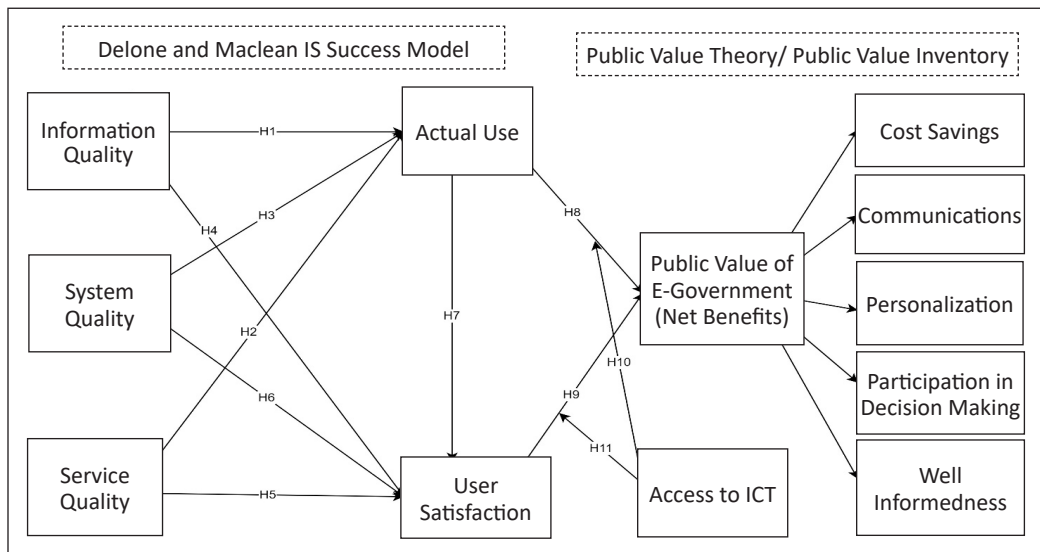 Delone and Maclean IS Success Model
Public Value Theory/ Public Value Inventory
Information
Quality
H1
Actual Use
Cost Savings
H3
H4
H8
Communications
System
Quality
H2
H7
Public Value of
E-Government
(Net Benefits)
Personalization
H10
H6
H9
Participation in
Decision Making
H11
Service
Quality
H5
User
Satisfaction
Access to ICT
Well
Informedness